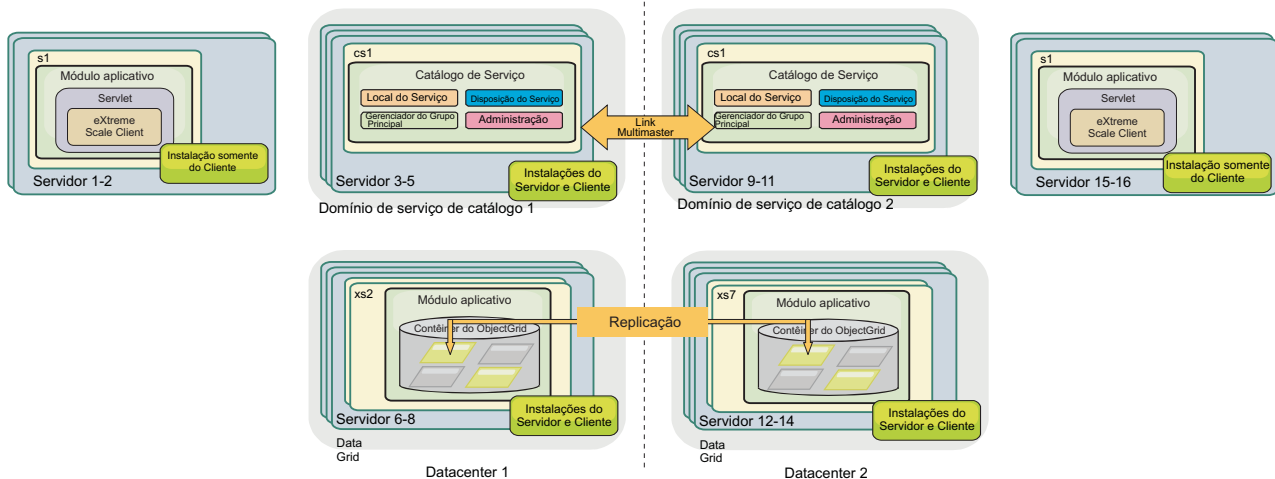 s1
Módulo aplicativo
Servlet
eXtreme
Scale Client
Instalação somente
do Cliente
Servidor 1-2
cs1
Catálogo de Serviço
Local do Serviço
Disposição do Serviço
Gerenciador do Grupo
Principal
Administração
Instalações do
Servidor e Cliente
Servidor 3-5
Domínio de serviço de catálogo 1
Link
Multimaster
cs1
Catálogo de Serviço
Local do Serviço
Disposição do Serviço
Gerenciador do Grupo
Principal
Administração
Instalações do
Servidor e Cliente
Servidor 9-11
Domínio de serviço de catálogo 2
s1
Módulo aplicativo
Servlet
eXtreme
Scale Client
Instalação somente
do Cliente
Servidor 15-16
xs2
Módulo aplicativo
Contêiner do ObjectGrid
Instalações do
Servidor e Cliente
Servidor 6-8
Data
Grid
Datacenter 1
Replicação
xs7
Módulo aplicativo
Contêiner do ObjectGrid
Instalações do
Servidor e Cliente
Servidor 12-14
Data
Grid
Datacenter 2